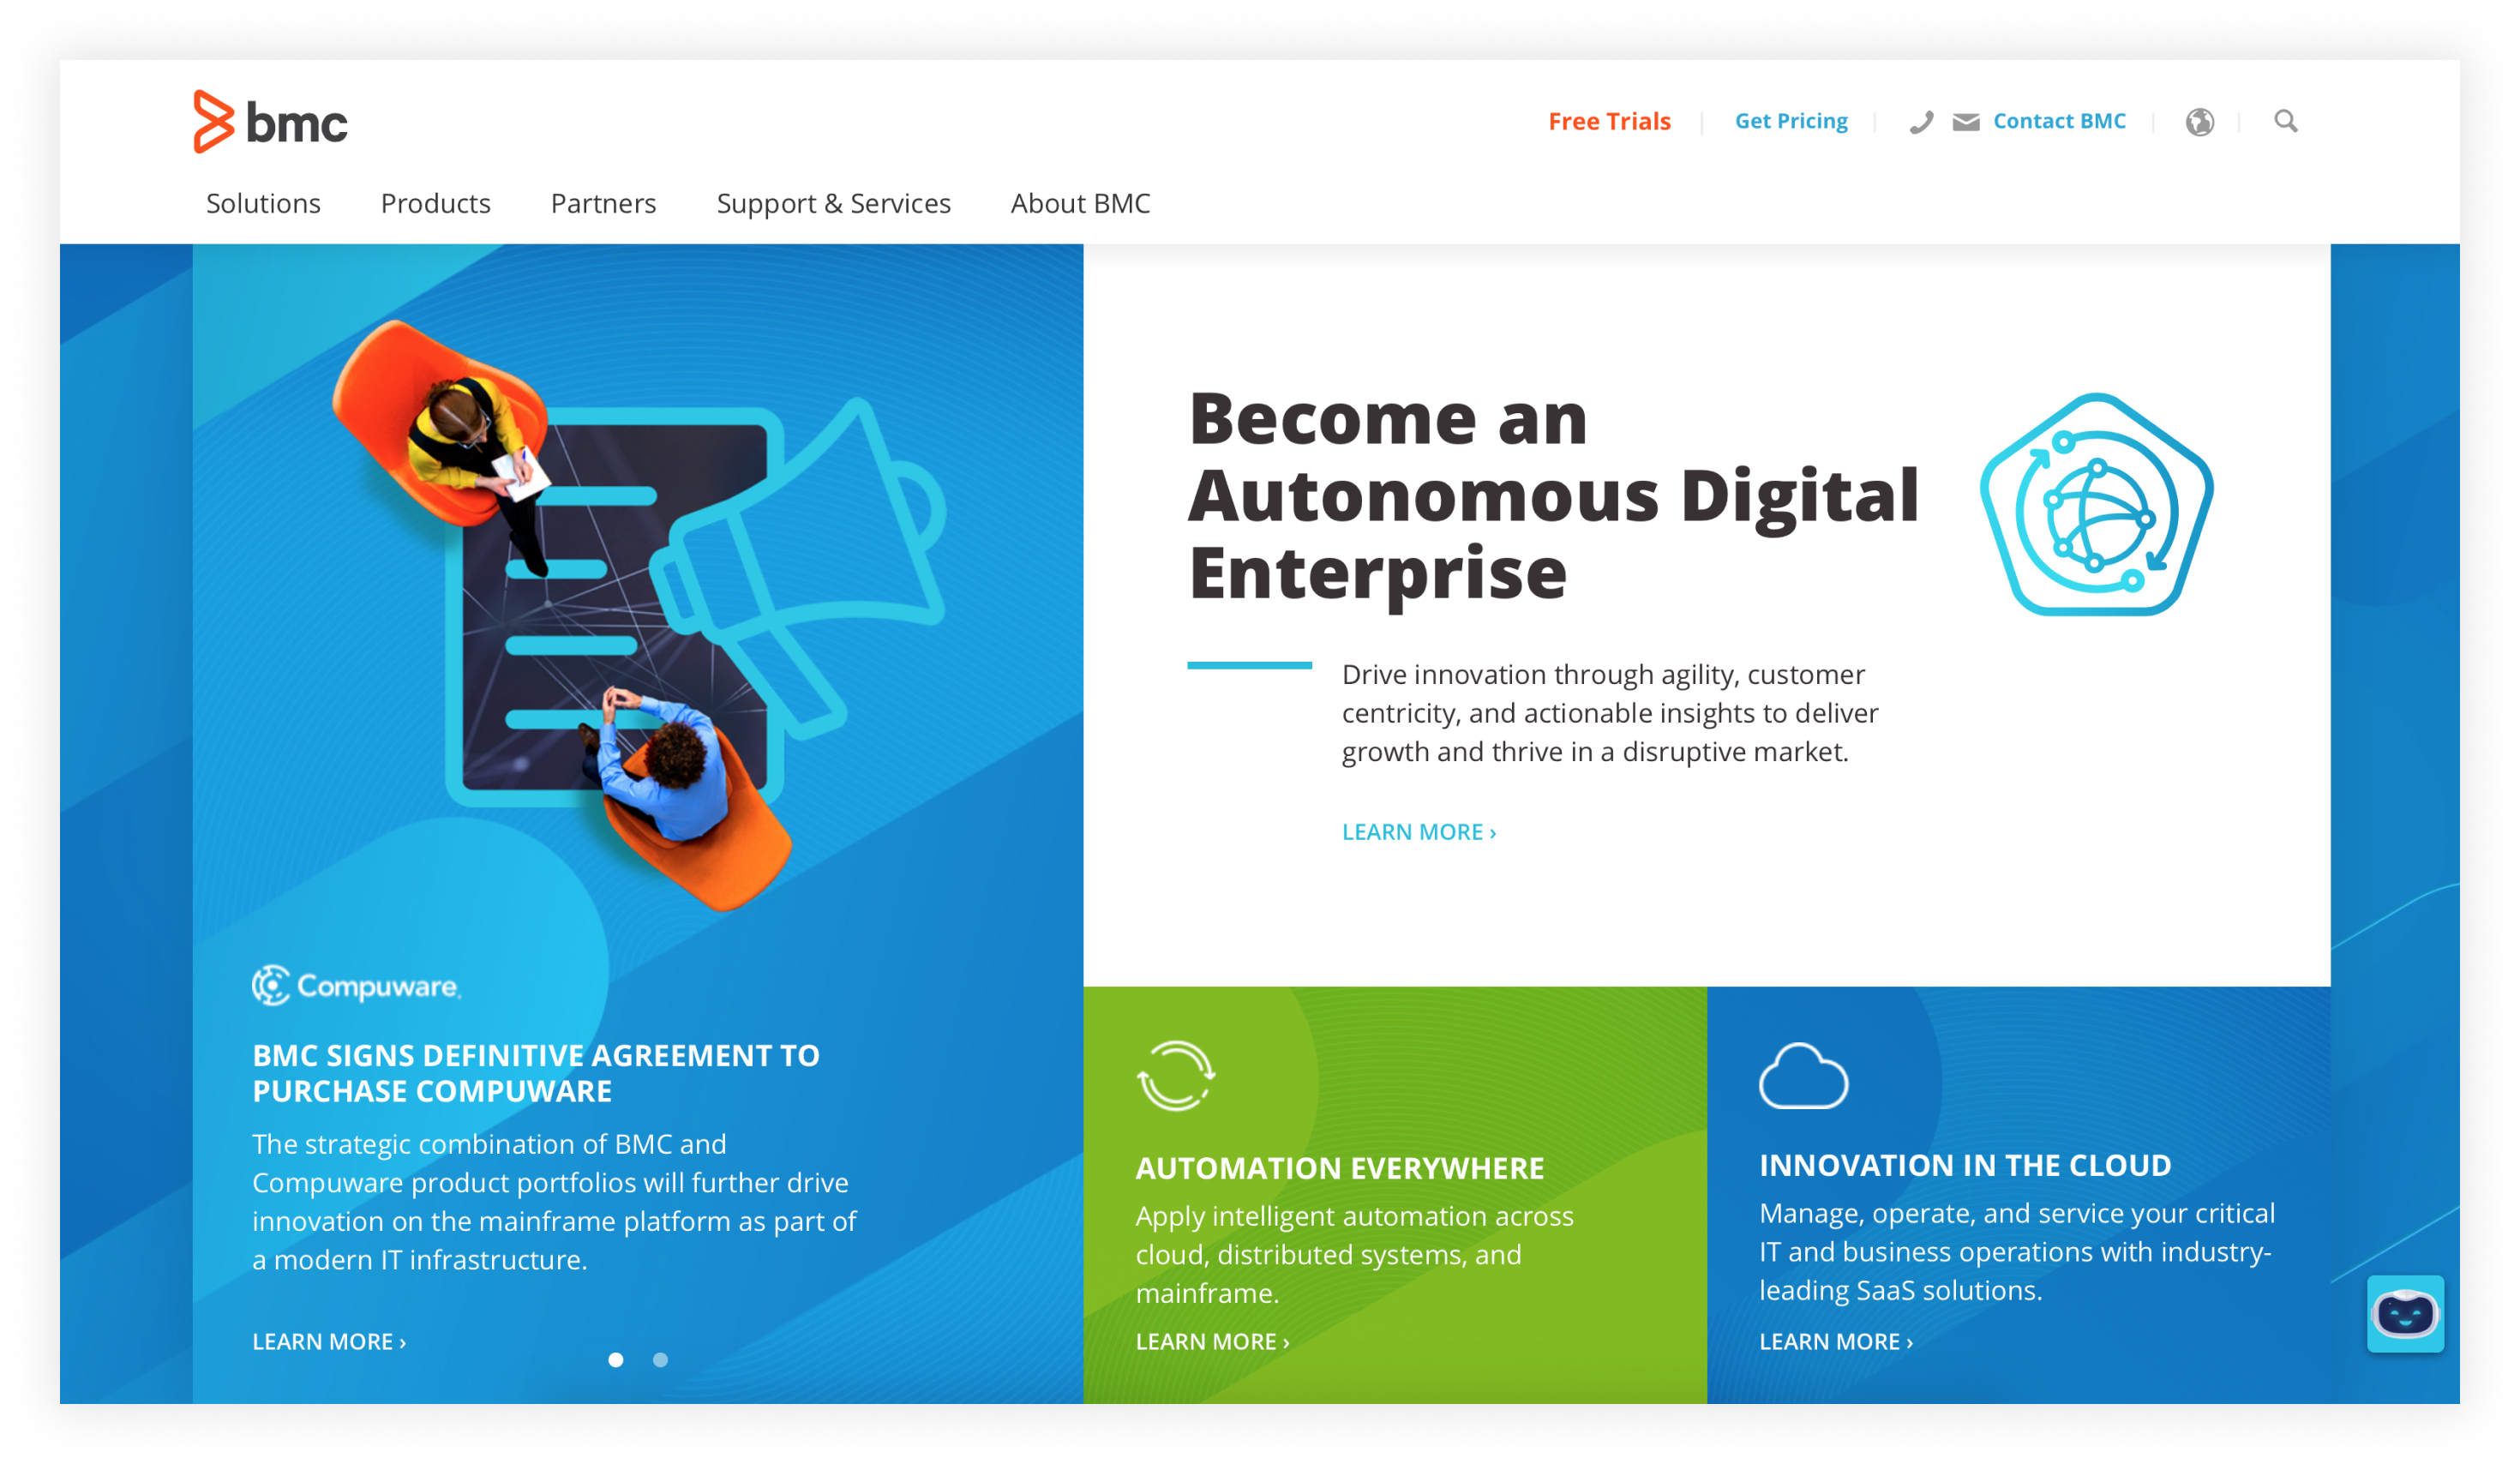 bmc
Free Trials
Get Pricing
Contact BMC
Solutions
Products
Partners
Support & Services
About BMC
Become an
Autonomous Digital
Enterprise
Drive innovation through agility, customer
centricity, and actionable insights to deliver
growth and thrive in a disruptive market.
LEARN MORE ›
Compuware.
BMC SIGNS DEFINITIVE AGREEMENT TO
PURCHASE COMPUWARE
The strategic combination of BMC and
Compuware product portfolios will further drive
innovation on the mainframe platform as part of
a modern IT infrastructure.
LEARN MORE ›
AUTOMATION EVERYWHERE
Apply intelligent automation across
cloud, distributed systems, and
mainframe.
LEARN MORE ›
INNOVATION IN THE CLOUD
Manage, operate, and service your critical
IT and business operations with industry-
leading SaaS solutions.
LEARN MORE ›